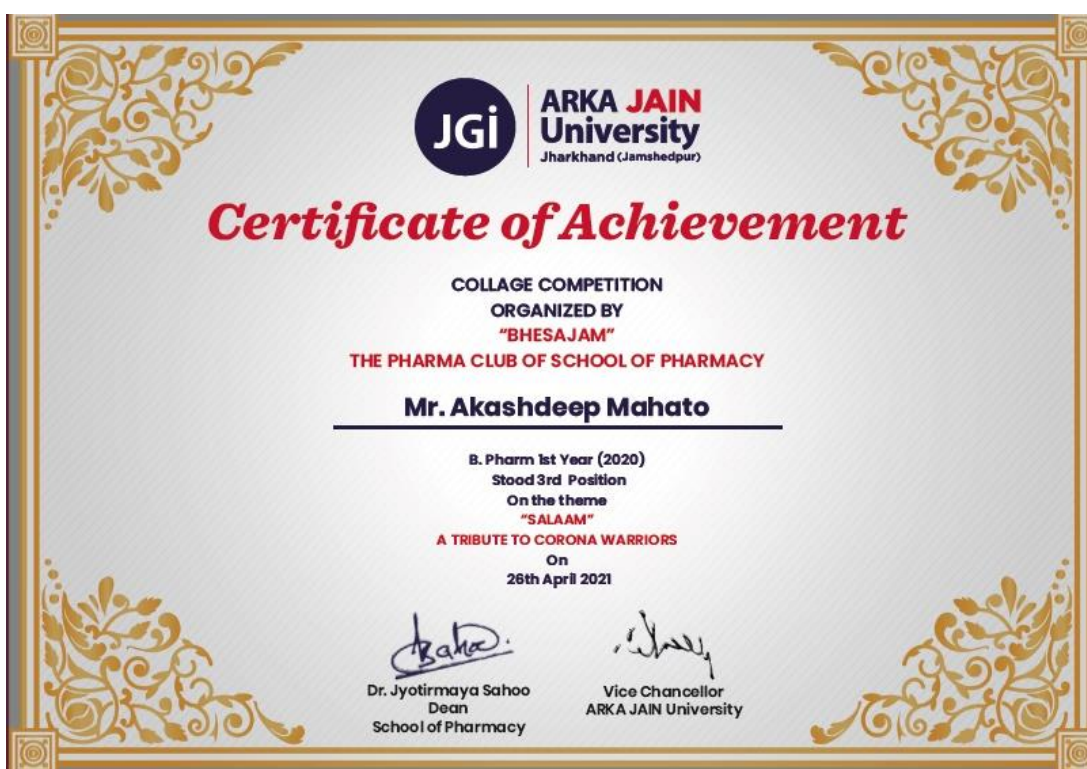 JGi
ARKA JAIN
University
Jharkhand (Jamshedpur)
Certificate of Achievement
COLLAGE COMPETITION
ORGANIZED BY
“BHESAJAM”
THE PHARMA CLUB OF SCHOOL OF PHARMACY
Mr. Akashdeep Mahato
B. Pharm 1st Year (2020)
Stood 3rd Position
On the theme
“SALAAM”
A TRIBUTE TO CORONA WARRIORS
On
26th April 2021
Dr. Jyotirmaya Sahoo
Dean
School of Pharmacy
Vice Chancellor
ARKA JAIN University